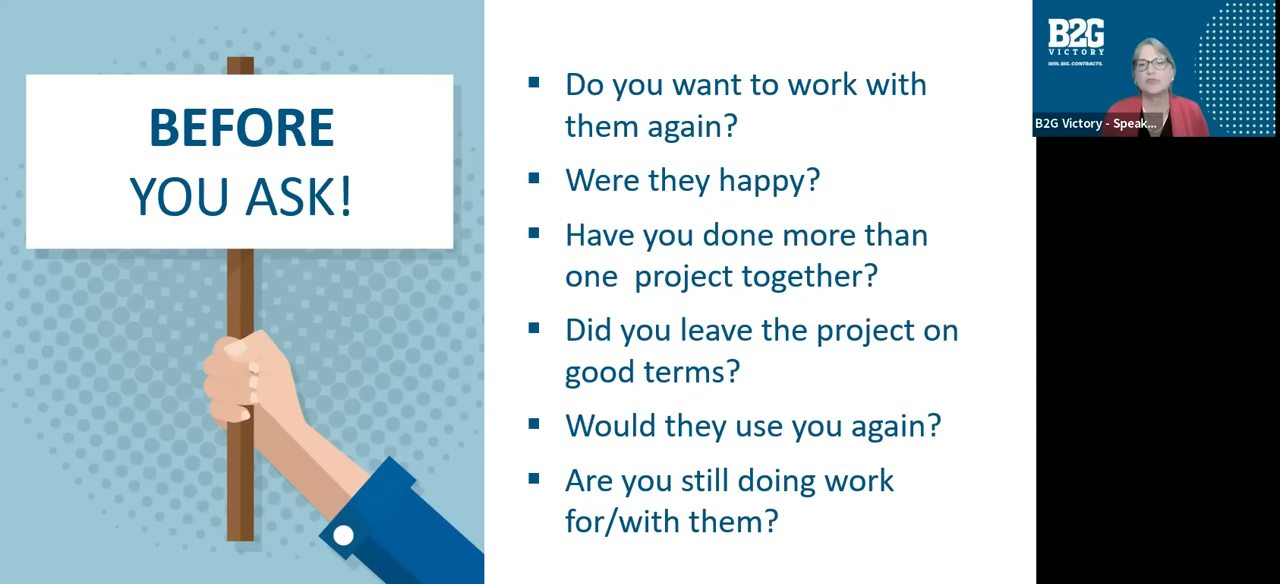 BEFORE
YOU ASK!
▪ Do you want to work with
them again?
▪ Were they happy?
▪ Have you done more than
one  project together?
▪ Did you leave the project on
good terms?
▪ Would they use you again?
▪ Are you still doing work
for/with them?
B2G
VICTORY
WIN. BIG. CONTRACTS.
B2G Victory - Speak...